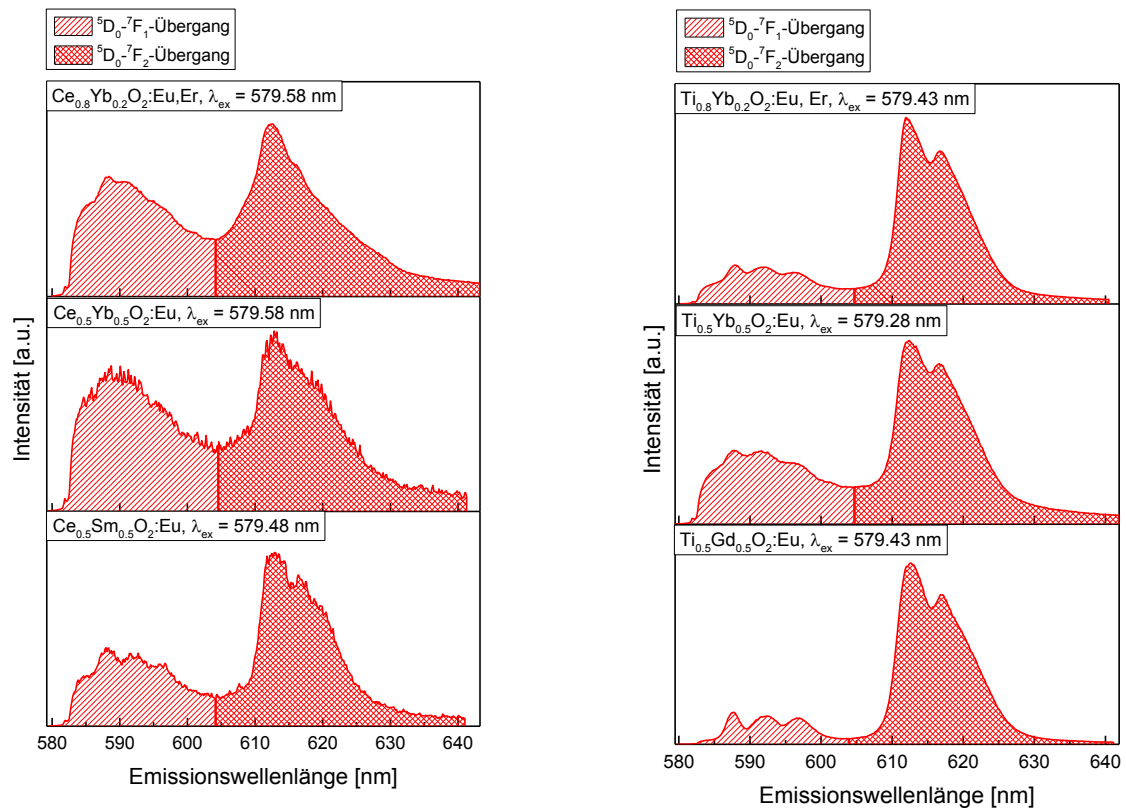 ⁵D₀-⁷F₁-Übergang
⁵D₀-⁷F₂-Übergang
Ce₀.₈Yb₀.₂O₂:Eu,Er, λₑₓ = 579.58 nm
Ce₀.₅Yb₀.₅O₂:Eu, λₑₓ = 579.58 nm
Ce₀.₅Sm₀.₅O₂:Eu, λₑₓ = 579.48 nm
Intensität [a.u.]
580 590 600 610 620 630 640
Emissionswellenlänge [nm]
⁵D₀-⁷F₁-Übergang
⁵D₀-⁷F₂-Übergang
Ti₀.₈Yb₀.₂O₂:Eu, Er, λₑₓ = 579.43 nm
Ti₀.₅Yb₀.₅O₂:Eu, λₑₓ = 579.28 nm
Ti₀.₅Gd₀.₅O₂:Eu, λₑₓ = 579.43 nm
Intensität [a.u.]
580 590 600 610 620 630 640
Emissionswellenlänge [nm]